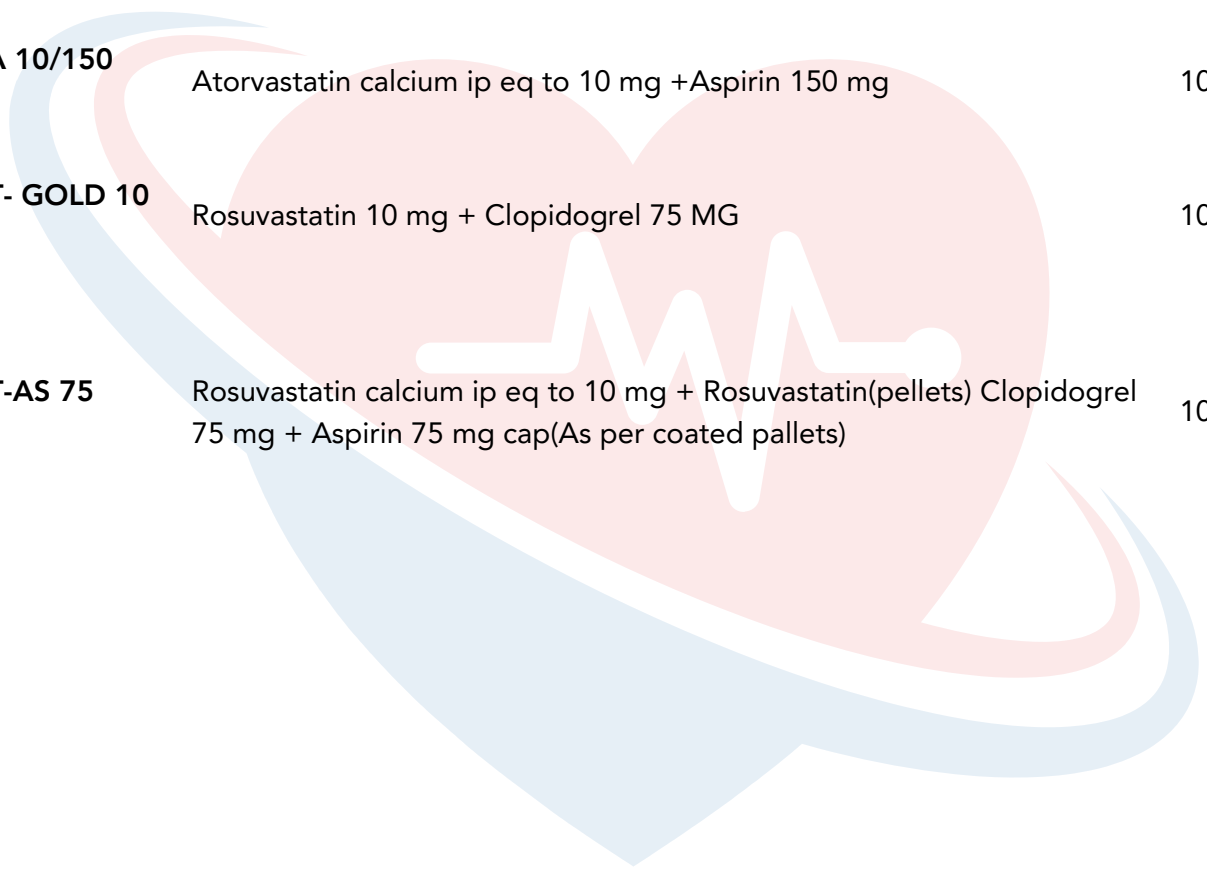 A 10/150
Atorvastatin calcium ip eq to 10 mg +Aspirin 150 mg
10
T- GOLD 10
Rosuvastatin 10 mg + Clopidogrel 75 MG
10
T-AS 75
Rosuvastatin calcium ip eq to 10 mg + Rosuvastatin(pellets) Clopidogrel
75 mg + Aspirin 75 mg cap(As per coated pallets)
10